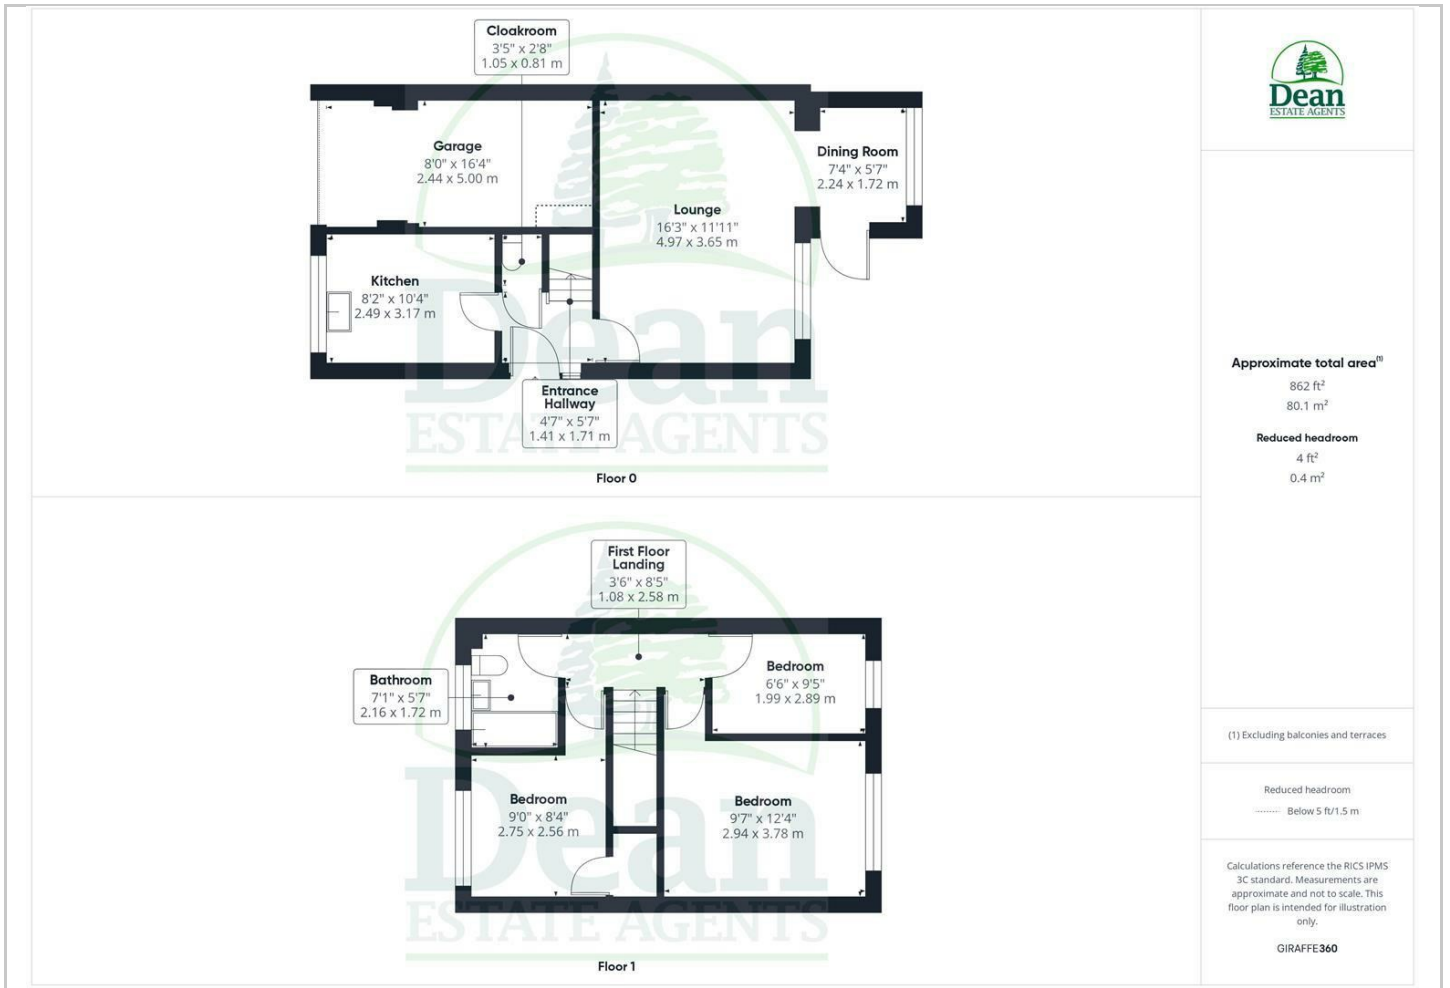 Cloakroom
3'5" x 2'8"
1.05 x 0.81 m
Garage
8'0" x 16'4"
2.44 x 5.00 m
Dining Room
7'4" x 5'7"
2.24 x 1.72 m
Lounge
16'3" x 11'11"
4.97 x 3.65 m
Kitchen
8'2" x 10'4"
2.49 x 3.17 m
Entrance
Hallway
4'7" x 5'7"
1.41 x 1.71 m
Dean
ESTATE AGENTS
Floor 0
First Floor
Landing
3'6" x 8'5"
1.08 x 2.58 m
Bathroom
7'1" x 5'7"
2.16 x 1.72 m
Bedroom
6'6" x 9'5"
1.99 x 2.89 m
Bedroom
9'0" x 8'4"
2.75 x 2.56 m
Bedroom
9'7" x 12'4"
2.94 x 3.78 m
Dean
ESTATE AGENTS
Floor 1
Dean
ESTATE AGENTS
Approximate total area(1)
862 ft²
80.1 m²
Reduced headroom
4 ft²
0.4 m²
(1) Excluding balconies and terraces
Reduced headroom
Below 5 ft/1.5 m
Calculations reference the RICS IPMS
3C standard. Measurements are
approximate and not to scale. This
floor plan is intended for illustration
only.
GIRAFFE360